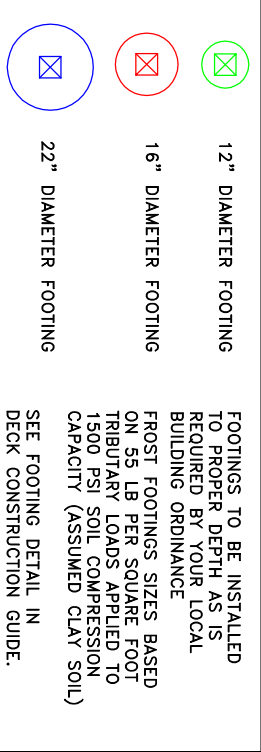 12" DIAMETER FOOTING
16" DIAMETER FOOTING
22" DIAMETER FOOTING
FOOTINGS TO BE INSTALLED
TO PROPER DEPTH AS IS
REQUIRED BY YOUR LOCAL
BUILDING ORDINANCE
FROST FOOTINGS SIZES BASED
ON 55 LB PER SQUARE FOOT
TRIBUTARY LOADS APPLIED TO
1500 PSI SOIL COMPRESSION
CAPACITY (ASSUMED CLAY SOIL)
SEE FOOTING DETAIL IN
DECK CONSTRUCTION GUIDE.